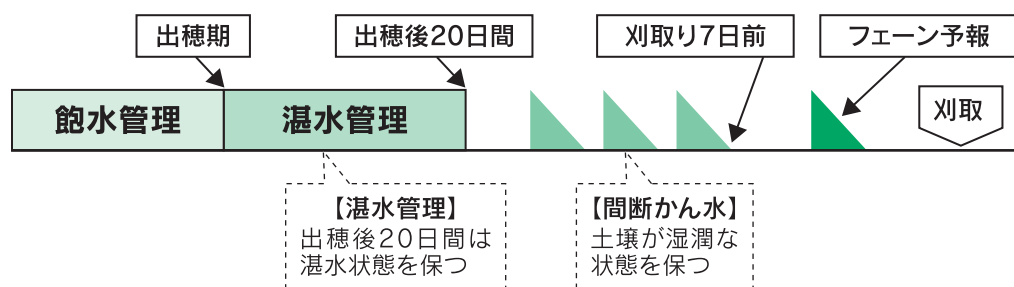 出穂期
出穂後20日間
刈取り7日前
フェーン予報
飽水管理
湛水管理
刈取
【湛水管理】
出穂後20日間は
湛水状態を保つ
【間断かん水】
土壌が湿潤な
状態を保つ